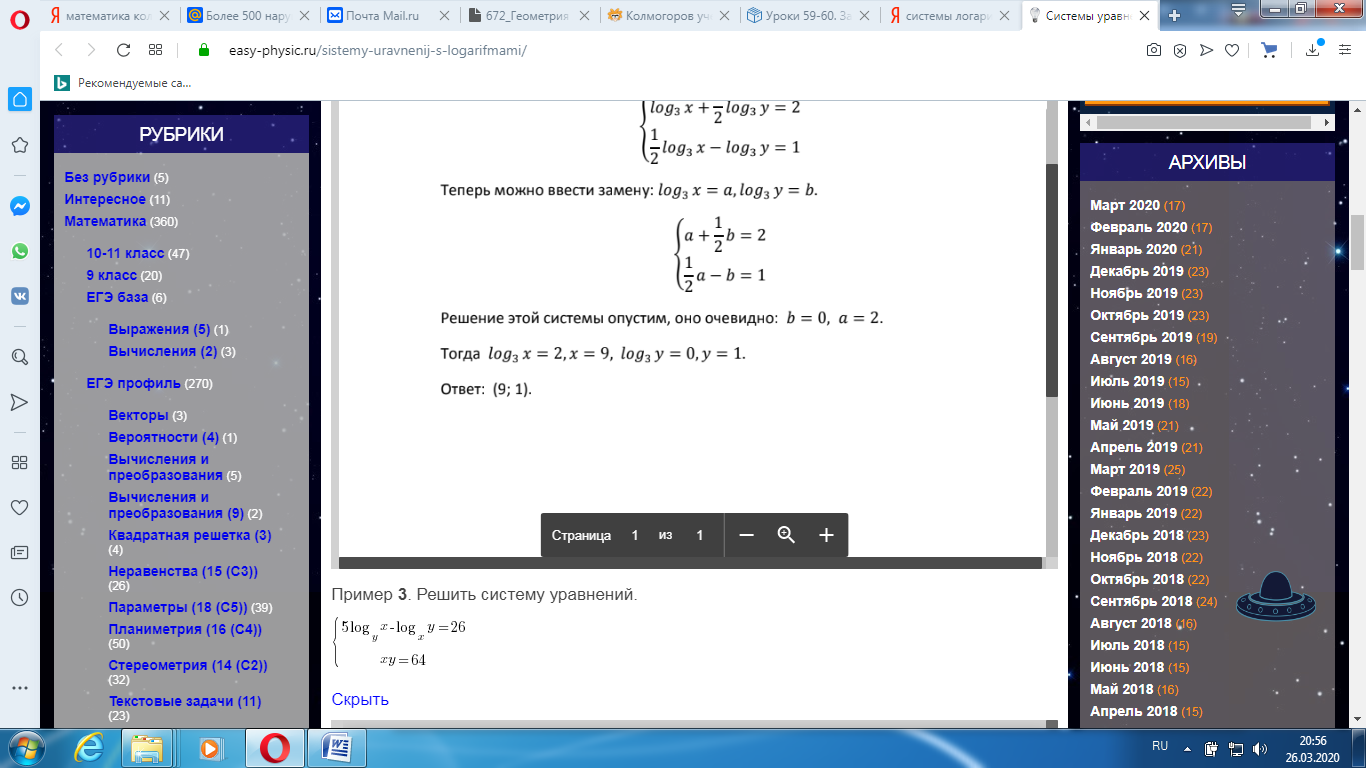 математика кол
Более 500 нару
Почта Mail.ru
672_Геометрия
Колмогоров уч
Уроки 59-60. За
системы логари
Системы уравн
easy-physic.ru/sistemy-uravnenij-s-logarifmami/
Рекомендуемые са...
РУБРИКИ
Без рубрики (5)
Интересное (11)
Математика (360)
10-11 класс (47)
9 класс (20)
ЕГЭ база (6)
Выражения (5) (1)
Вычисления (2) (3)
ЕГЭ профиль (270)
Векторы (3)
Вероятности (4) (1)
Вычисления и
преобразования (5)
Вычисления и
преобразования (9) (2)
Квадратная решетка (3)
(4)
Неравенства (15 (С3))
(26)
Параметры (18 (С5)) (39)
Планиметрия (16 (С4))
(50)
Стереометрия (14 (С2))
(32)
Текстовые задачи (11)
(23)
log₃ x + 1/2 log₃ y = 2
1/2 log₃ x − log₃ y = 1
Теперь можно ввести замену: log₃ x = a, log₃ y = b.
a + 1/2 b = 2
1/2 a − b = 1
Решение этой системы опустим, оно очевидно: b = 0, a = 2.
Тогда log₃ x = 2, x = 9, log₃ y = 0, y = 1.
Ответ: (9; 1).
Страница 1 из 1
Пример 3. Решить систему уравнений.
5log_y x - log_x y = 26
xy = 64
Скрыть
АРХИВЫ
Март 2020 (17)
Февраль 2020 (17)
Январь 2020 (21)
Декабрь 2019 (23)
Ноябрь 2019 (23)
Октябрь 2019 (23)
Сентябрь 2019 (19)
Август 2019 (16)
Июль 2019 (15)
Июнь 2019 (18)
Май 2019 (21)
Апрель 2019 (21)
Март 2019 (25)
Февраль 2019 (22)
Январь 2019 (22)
Декабрь 2018 (23)
Ноябрь 2018 (22)
Октябрь 2018 (22)
Сентябрь 2018 (24)
Август 2018 (16)
Июль 2018 (15)
Июнь 2018 (15)
Май 2018 (16)
Апрель 2018 (15)
RU
20:56
26.03.2020